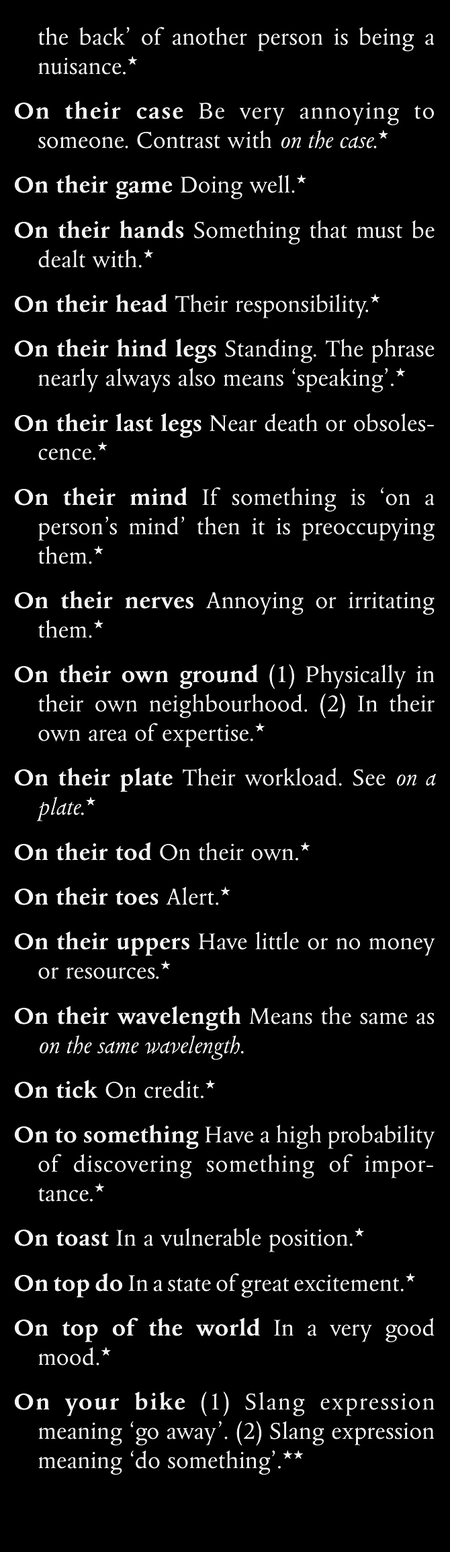 the back’ of another person is being a
nuisance.★
On their case Be very annoying to
someone. Contrast with on the case.★
On their game Doing well.★
On their hands Something that must be
dealt with.★
On their head Their responsibility.★
On their hind legs Standing. The phrase
nearly always also means ‘speaking’.★
On their last legs Near death or obsoles-
cence.★
On their mind If something is ‘on a
person’s mind’ then it is preoccupying
them.★
On their nerves Annoying or irritating
them.★
On their own ground (1) Physically in
their own neighbourhood. (2) In their
own area of expertise.★
On their plate Their workload. See on a
plate.★
On their tod On their own.★
On their toes Alert.★
On their uppers Have little or no money
or resources.★
On their wavelength Means the same as
on the same wavelength.
On tick On credit.★
On to something Have a high probability
of discovering something of impor-
tance.★
On toast In a vulnerable position.★
On top do In a state of great excitement.★
On top of the world In a very good
mood.★
On your bike (1) Slang expression
meaning ‘go away’. (2) Slang expression
meaning ‘do something’.★★